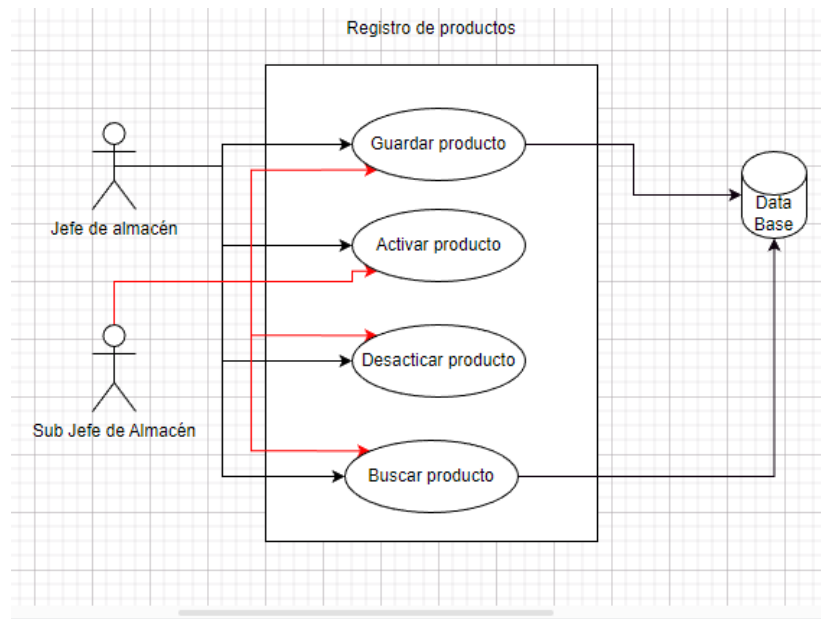 Registro de productos
Guardar producto
Jefe de almacén
Activar producto
Data
Base
Desacticar producto
Sub Jefe de Almacén
Buscar producto